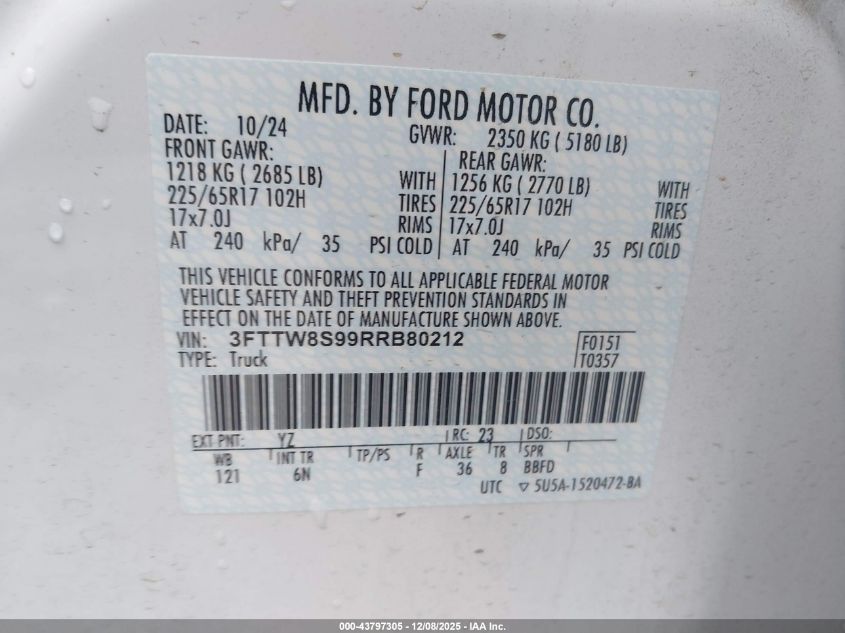 MFD. BY FORD MOTOR CO.
DATE: 10/24 GVWR: 2350 KG ( 5180 LB)
FRONT GAWR: REAR GAWR:
1218 KG ( 2685 LB) WITH 1256 KG ( 2770 LB) WITH
225/65R17 102H TIRES 225/65R17 102H TIRES
17x7.0J RIMS 17x7.0J RIMS
AT 240 kPa/ 35 PSI COLD AT 240 kPa/ 35 PSI COLD
THIS VEHICLE CONFORMS TO ALL APPLICABLE FEDERAL MOTOR
VEHICLE SAFETY AND THEFT PREVENTION STANDARDS IN
EFFECT ON THE DATE OF MANUFACTURE SHOWN ABOVE.
VIN: 3FTTW8S99RRB80212 F0151
TYPE: Truck T0357
EXT PNT: YZ RC: 23 DSO:
WB INT TR TP/PS R AXLE TR SPR
121 6N F 36 8 BBFD
UTC ▽ 5U5A-1520472-BA
000-43797305 - 12/08/2025 - IAA Inc.